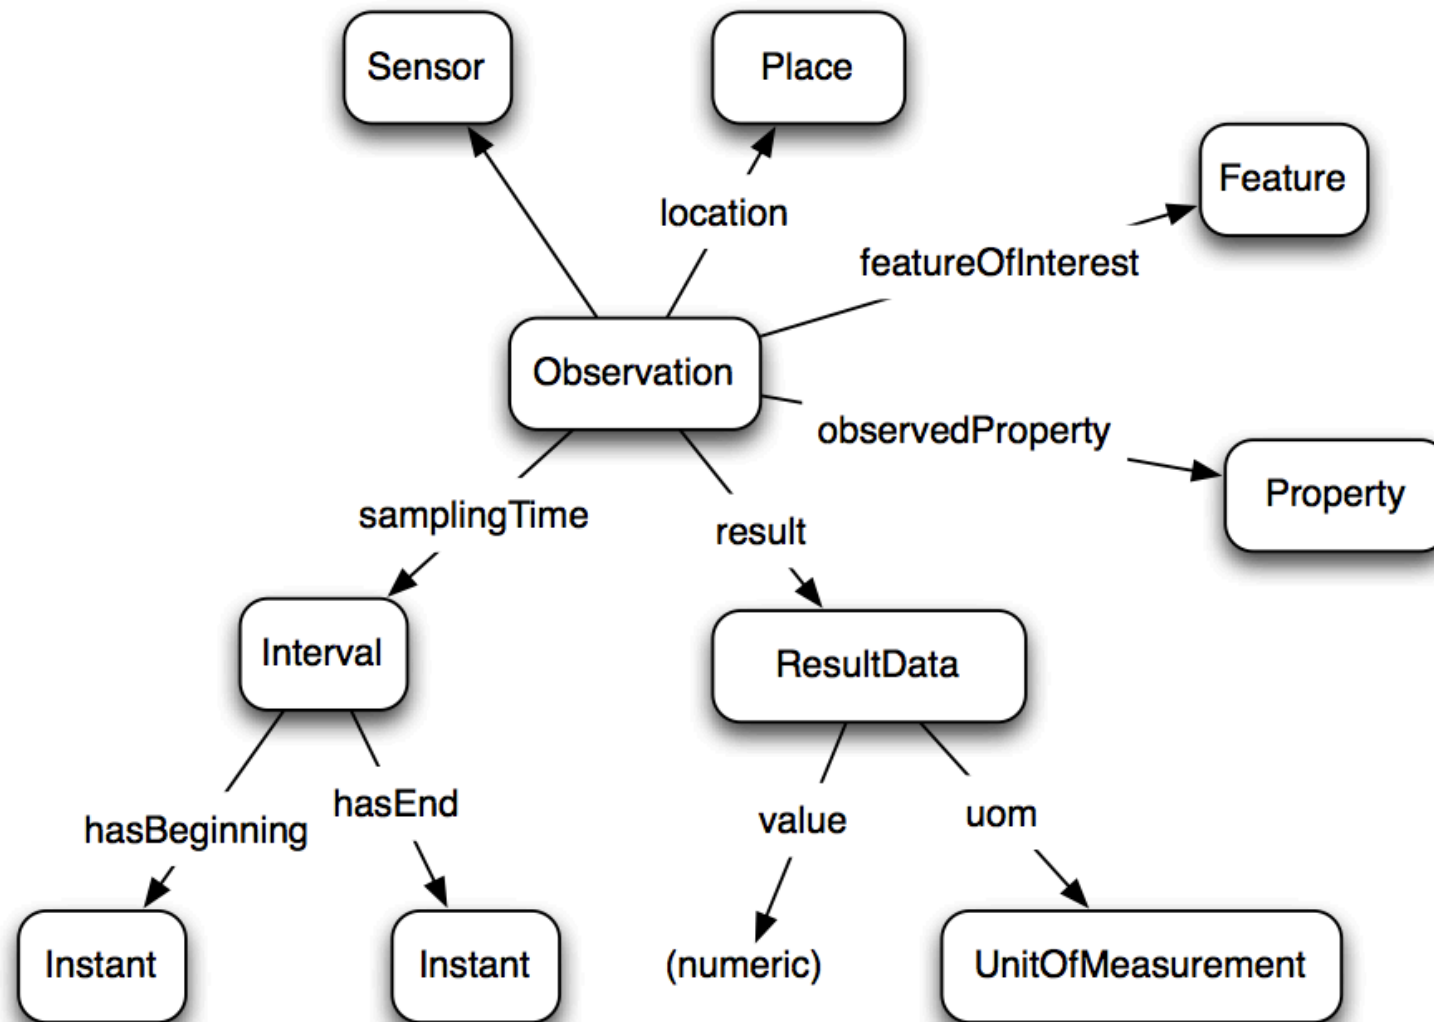 Sensor
Place
Feature
location
featureOfInterest
Observation
observedProperty
Property
samplingTime
result
Interval
ResultData
hasBeginning
hasEnd
value
uom
Instant
Instant
(numeric)
UnitOfMeasurement